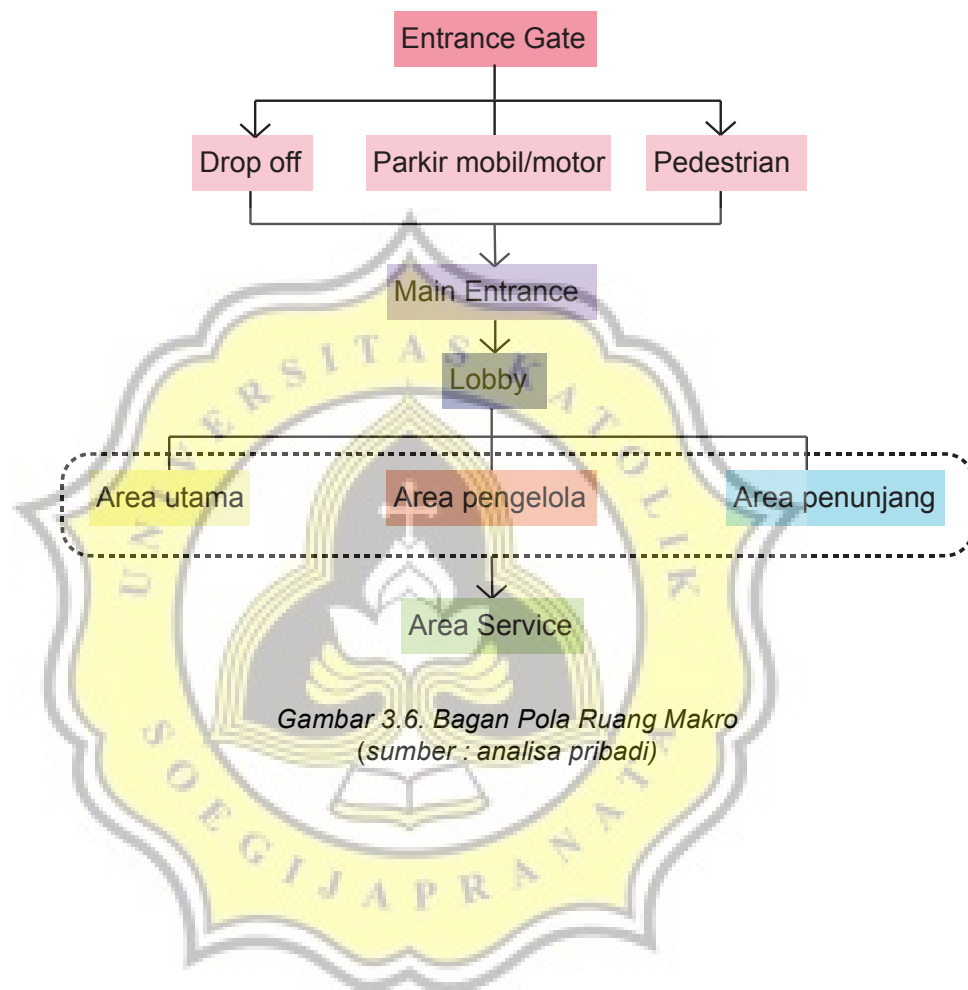 Entrance Gate
Drop off
Parkir mobil/motor
Pedestrian
Main Entrance
Lobby
Area utama
Area pengelola
Area penunjang
Area Service
Gambar 3.6. Bagan Pola Ruang Makro
(sumber : analisa pribadi)
UNIVERSITAS KATOLIK
SOEGIJAPRANATA